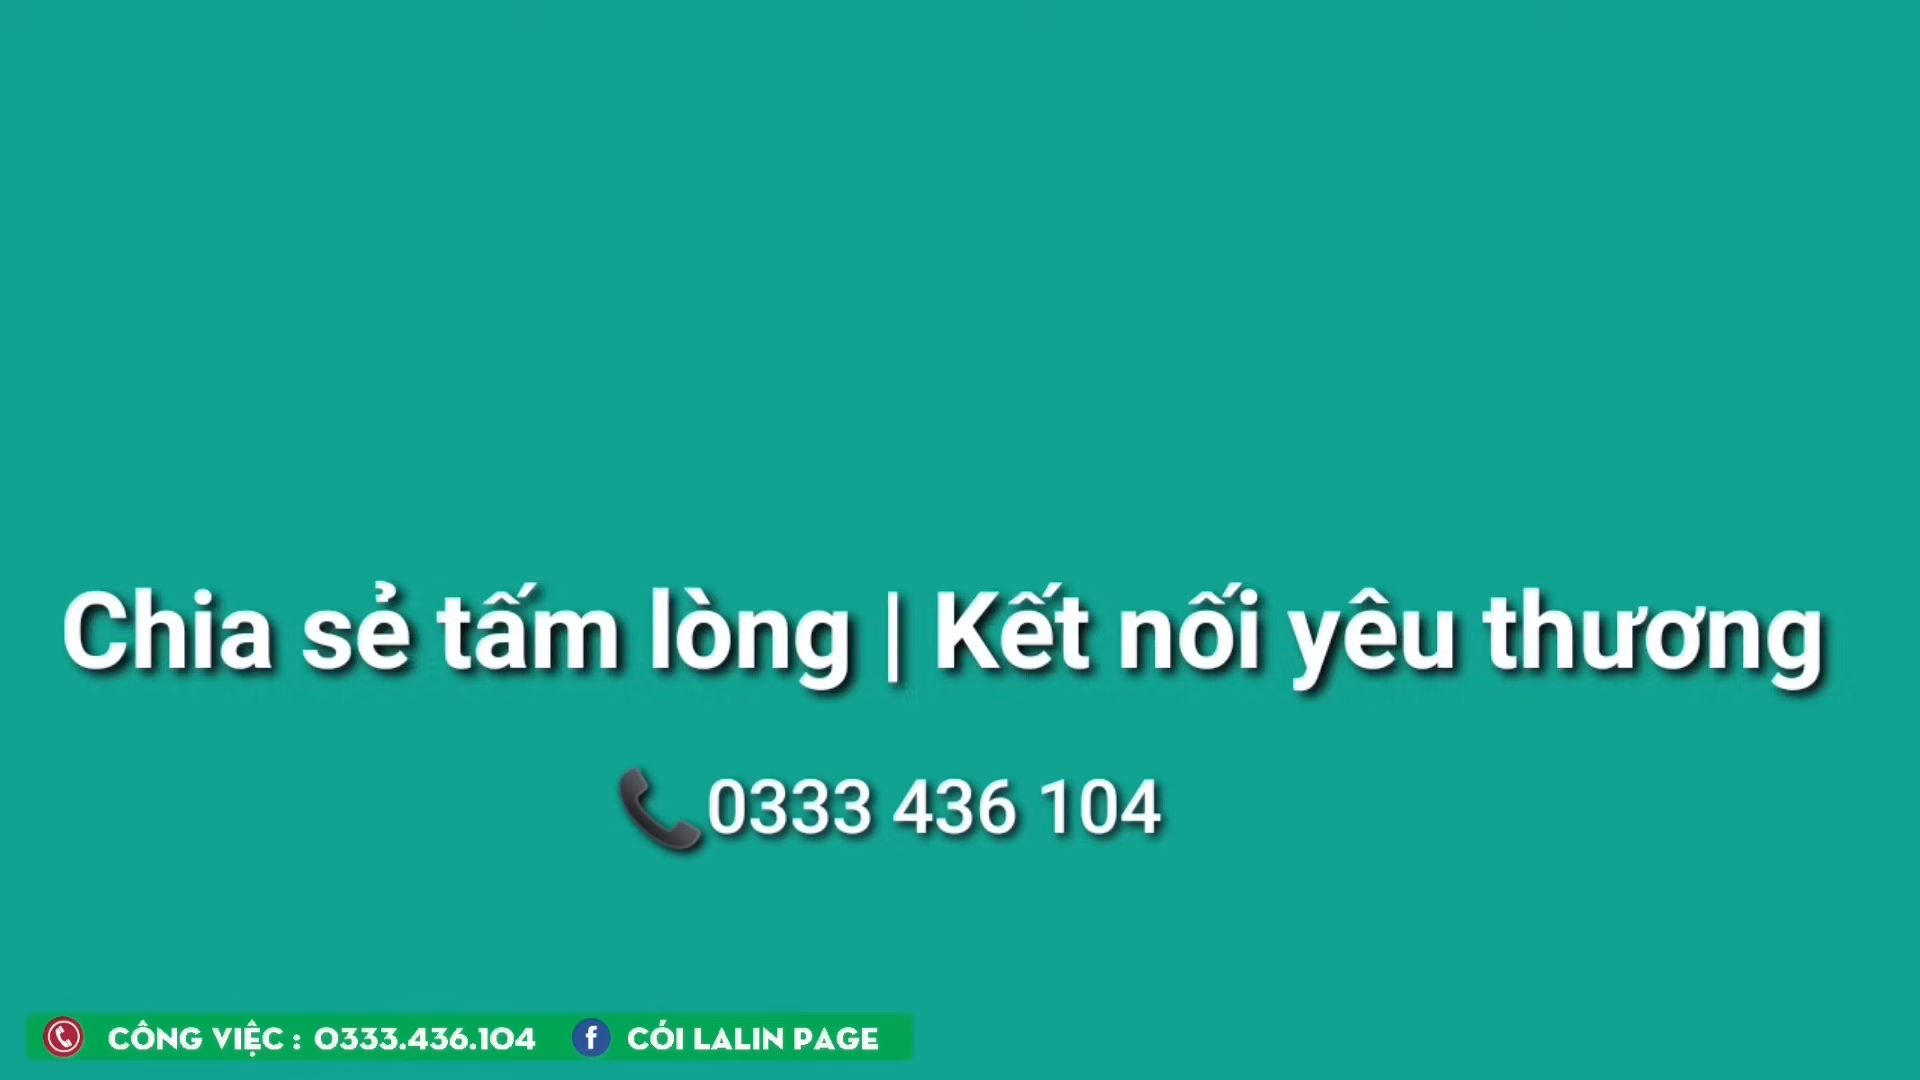 Chia sẻ tấm lòng | Kết nối yêu thương
📞0333 436 104
CÔNG VIỆC : 0333.436.104 f CÓI LALIN PAGE